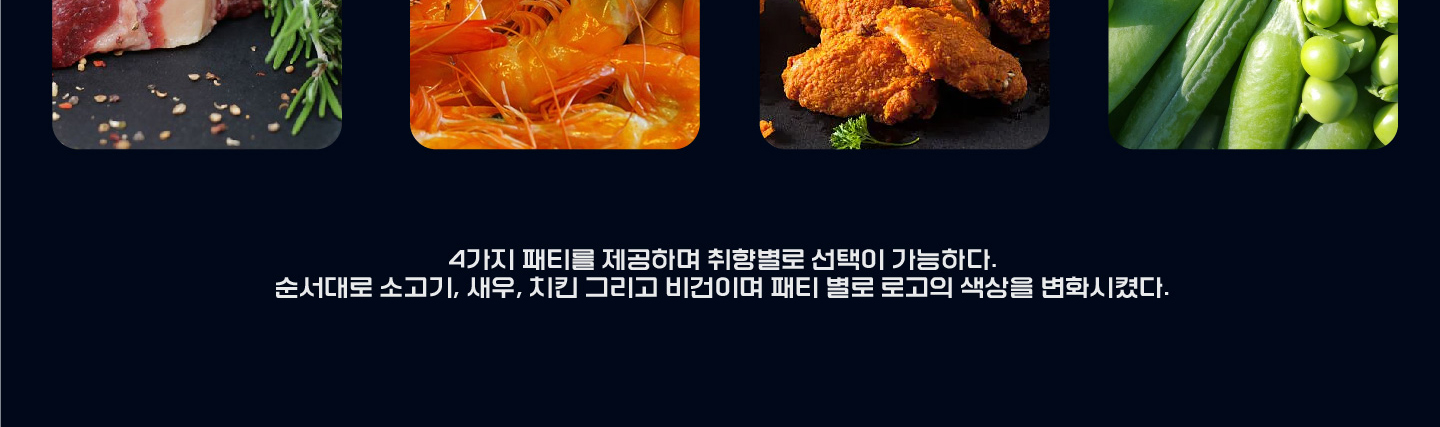 4가지 패티를 제공하며 취향별로 선택이 가능하다.
순서대로 소고기, 새우, 치킨 그리고 비건이며 패티 별로 로고의 색상을 변화시켰다.